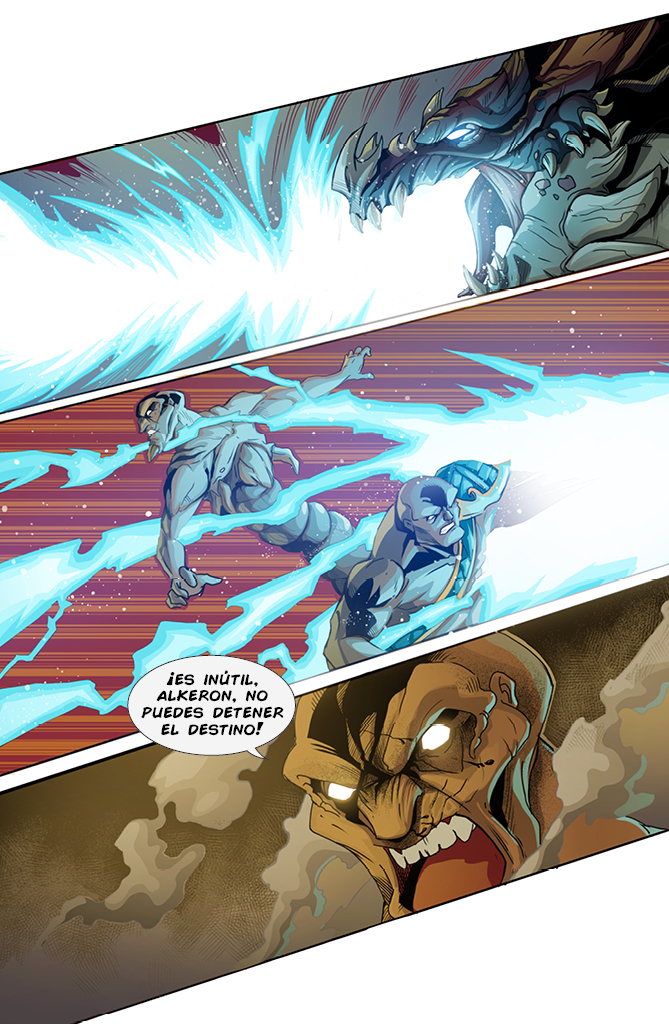 ¡ES INÚTIL,
ALKERON, NO
PUEDES DETENER
EL DESTINO!